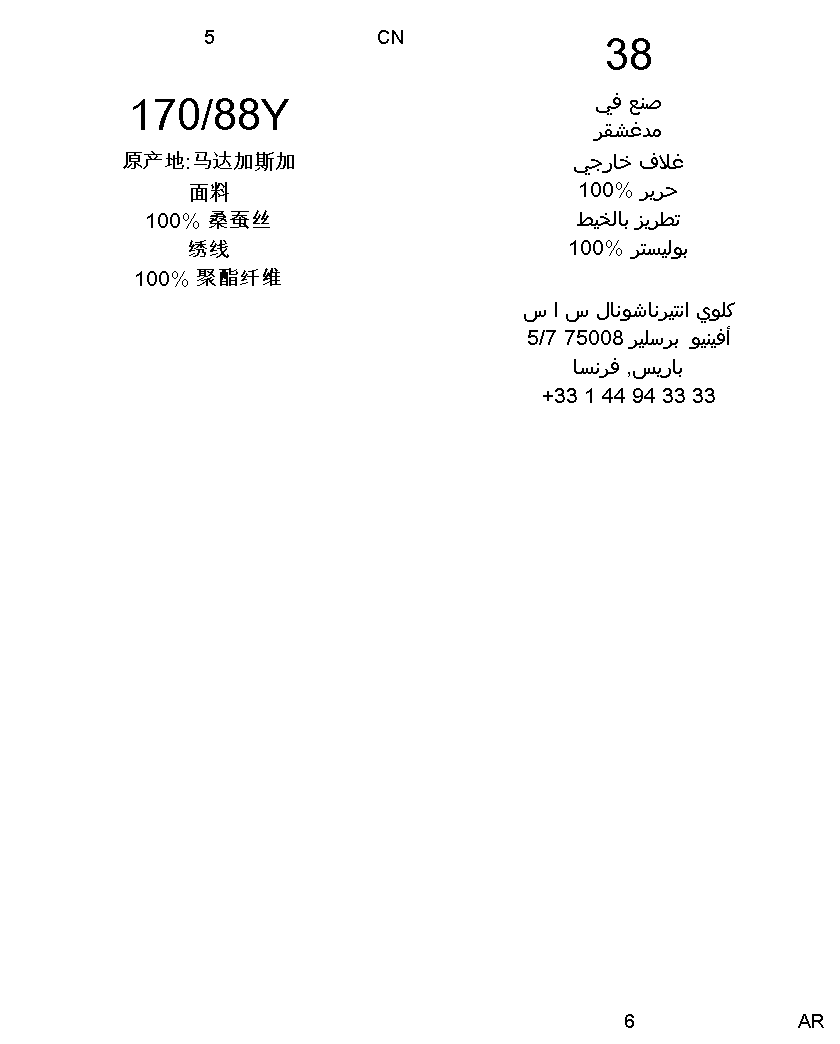 5
CN
170/88Y
原产地:马达加斯加
面料
100% 桑蚕丝
绣线
100% 聚酯纤维
38
صنع في
مدغشقر
غلاف خارجي
حرير %100
تطريز بالخيط
بوليستر %100
كلوي انتيرناشونال س ا س
أفينيو برسلير 75008 5/7
باريس, فرنسا
+33 1 44 94 33 33
6
AR